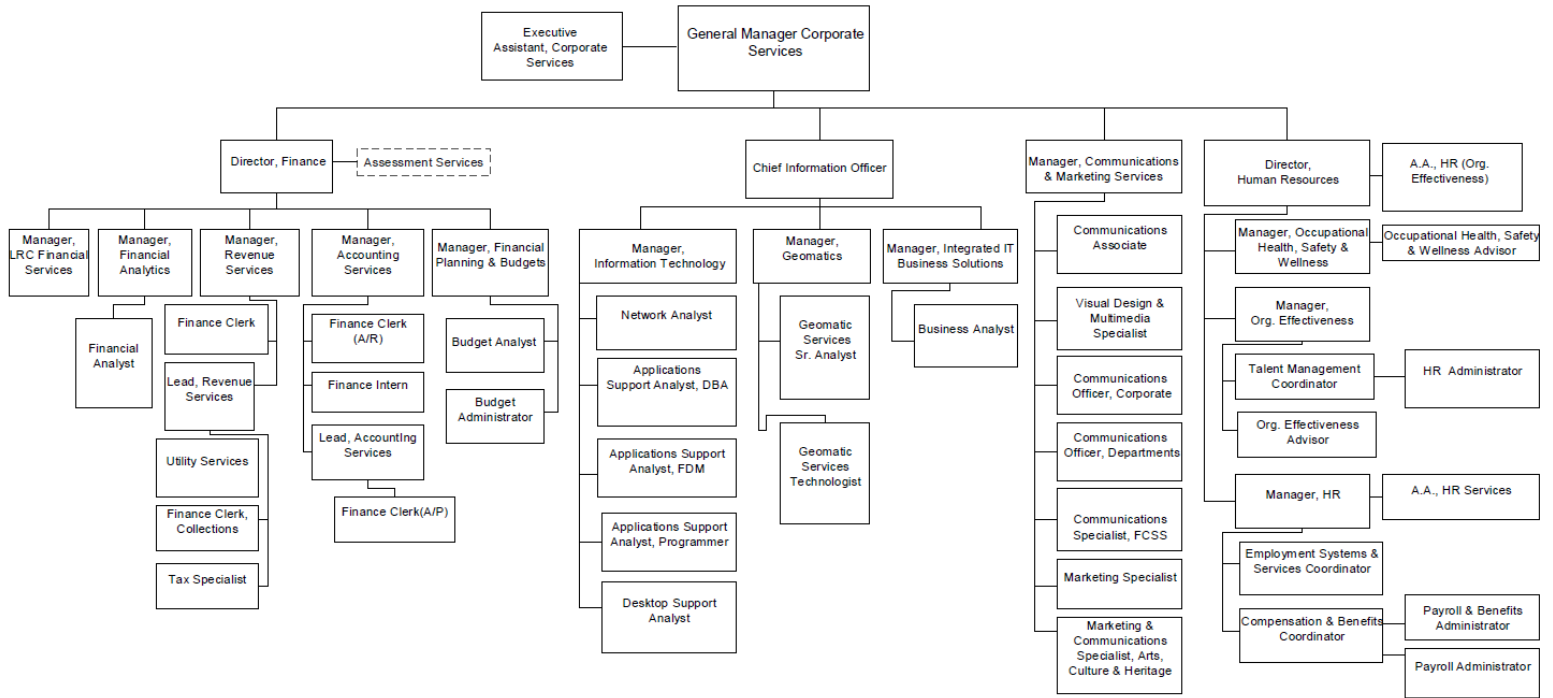 Executive
Assistant, Corporate
Services
General Manager Corporate
Services
Director, Finance
Assessment Services
Chief Information Officer
Manager, Communications
& Marketing Services
Director,
Human Resources
A.A., HR (Org.
Effectiveness)
Manager,
LRC Financial
Services
Manager,
Financial
Analytics
Manager,
Revenue
Services
Manager,
Accounting
Services
Manager, Financial
Planning & Budgets
Manager,
Information Technology
Manager,
Geomatics
Manager, Integrated IT
Business Solutions
Communications
Associate
Manager, Occupational
Health, Safety &
Wellness
Occupational Health, Safety
& Wellness Advisor
Financial
Analyst
Finance Clerk
Lead, Revenue
Services
Utility Services
Finance Clerk,
Collections
Tax Specialist
Finance Clerk
(A/R)
Finance Intern
Lead, AccountIng
Services
Finance Clerk(A/P)
Budget Analyst
Budget
Administrator
Network Analyst
Applications
Support Analyst, DBA
Applications Support
Analyst, FDM
Applications Support
Analyst, Programmer
Desktop Support
Analyst
Geomatic
Services
Sr. Analyst
Geomatic
Services
Technologist
Business Analyst
Visual Design &
Multimedia
Specialist
Communications
Officer, Corporate
Communications
Officer, Departments
Communications
Specialist, FCSS
Marketing Specialist
Marketing &
Communications
Specialist, Arts,
Culture & Heritage
Manager,
Org. Effectiveness
Talent Management
Coordinator
HR Administrator
Org. Effectiveness
Advisor
Manager, HR
A.A., HR Services
Employment Systems &
Services Coordinator
Compensation & Benefits
Coordinator
Payroll & Benefits
Administrator
Payroll Administrator